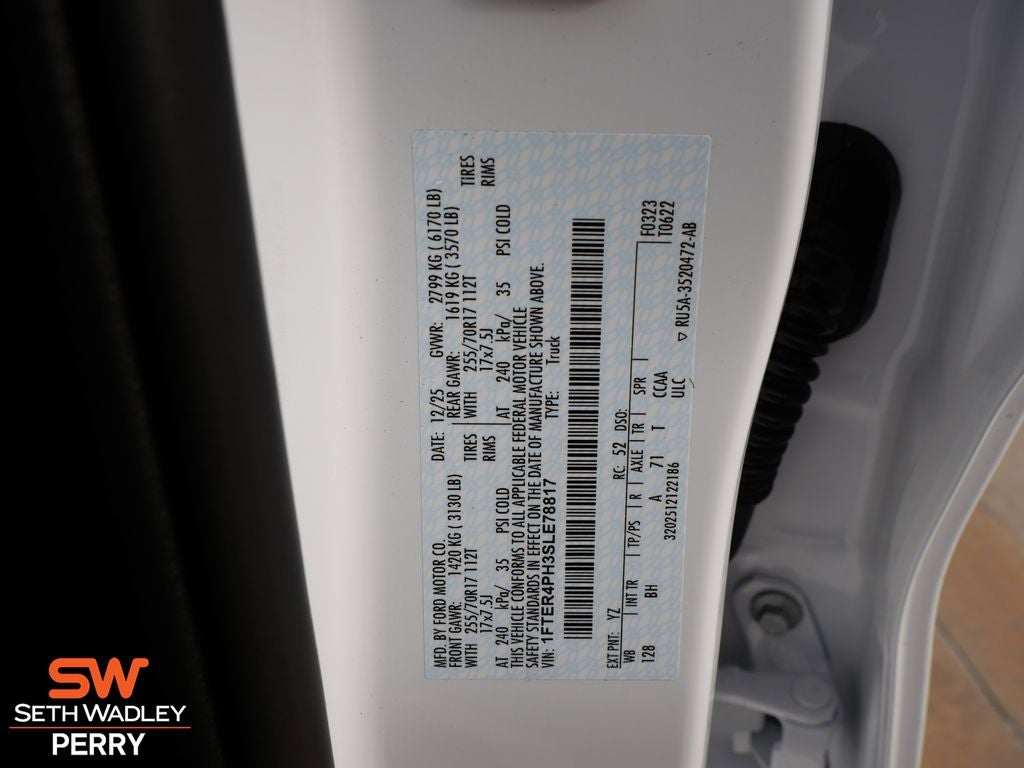 MFD. BY FORD MOTOR CO. DATE: 12/25 GVWR: 2799 KG ( 6170 LB)
FRONT GAWR: 1420 KG ( 3130 LB) REAR GAWR: 1619 KG ( 3570 LB)
WITH 255/70R17 112T TIRES WITH 255/70R17 112T TIRES
17x7.5J RIMS 17x7.5J RIMS
AT 240 kPa/ 35 PSI COLD AT 240 kPa/ 35 PSI COLD
THIS VEHICLE CONFORMS TO ALL APPLICABLE FEDERAL MOTOR VEHICLE
SAFETY STANDARDS IN EFFECT ON THE DATE OF MANUFACTURE SHOWN ABOVE.
VIN: 1FTER4PH3SLE78817 TYPE: Truck
EXT PNT: YZ RC: 52 DSO:
WB INT TR TP/PS R AXLE TR SPR F0323
128 BH A 71 T CCAA T0622
3202512122186 ULC
RU5A-3520472-AB
SW
SETH WADLEY
PERRY